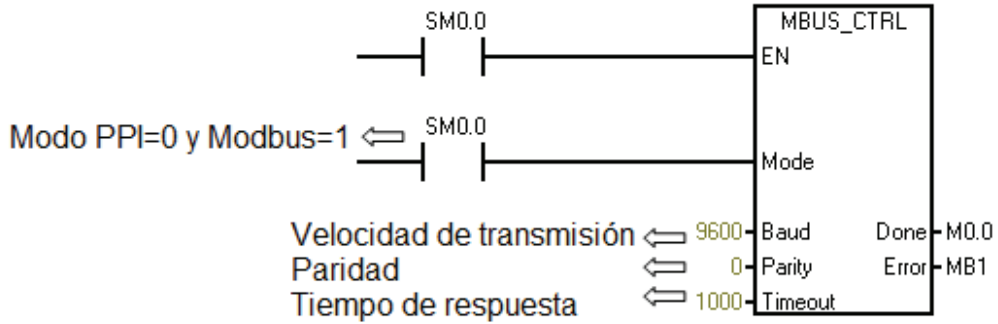 SM0.0
MBUS_CTRL
EN
Modo PPI=0 y Modbus=1
SM0.0
Mode
Velocidad de transmisión 9600 Baud Done M0.0
Paridad 0 Parity Error MB1
Tiempo de respuesta 1000 Timeout